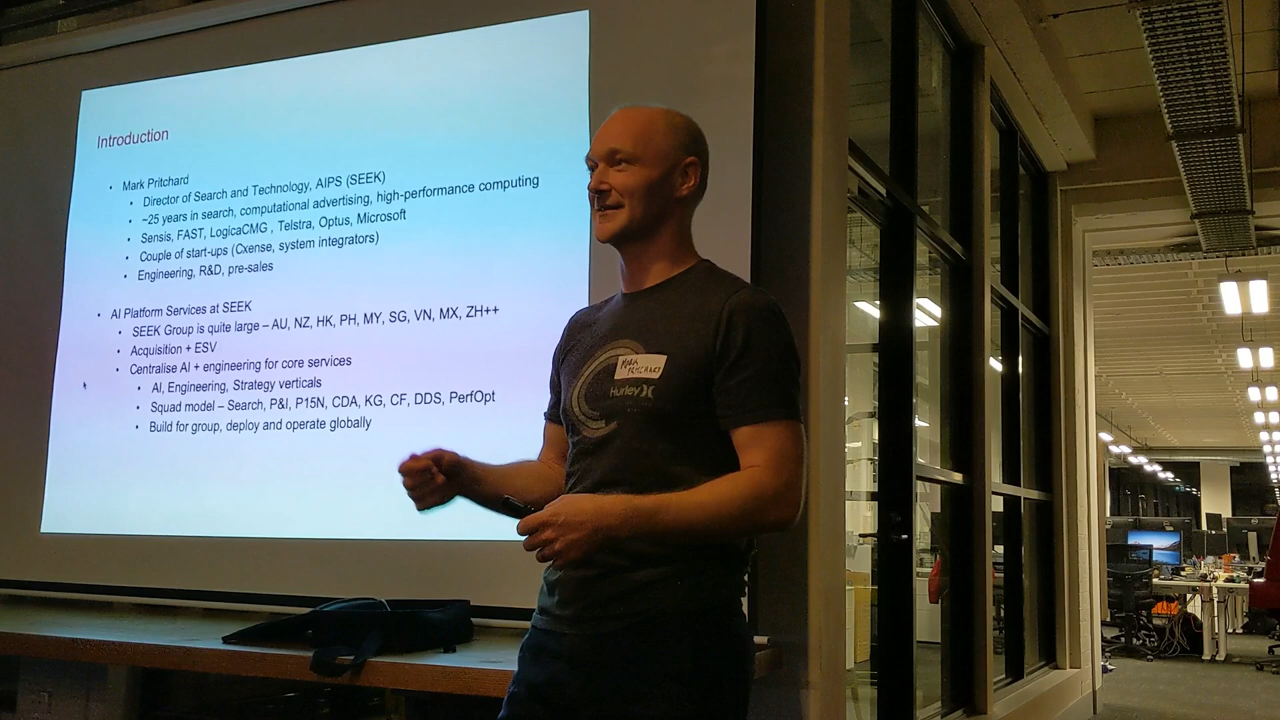 Introduction
Mark Pritchard
Director of Search and Technology, AIPS (SEEK)
~25 years in search, computational advertising, high-performance computing
Sensis, FAST, LogicaCMG , Telstra, Optus, Microsoft
Couple of start-ups (Cxense, system integrators)
Engineering, R&D, pre-sales
AI Platform Services at SEEK
SEEK Group is quite large – AU, NZ, HK, PH, MY, SG, VN, MX, ZH++
Acquisition + ESV
Centralise AI + engineering for core services
AI, Engineering, Strategy verticals
Squad model – Search, P&I, P15N, CDA, KG, CF, DDS, PerfOpt
Build for group, deploy and operate globally
MARK
PRITCHARD
Hurley